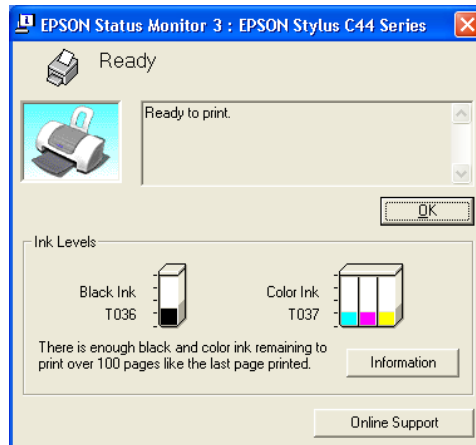 EPSON Status Monitor 3 : EPSON Stylus C44 Series
Ready
Ready to print.
OK
Ink Levels
Black Ink
T036
Color Ink
T037
There is enough black and color ink remaining to
print over 100 pages like the last page printed.
Information
Online Support